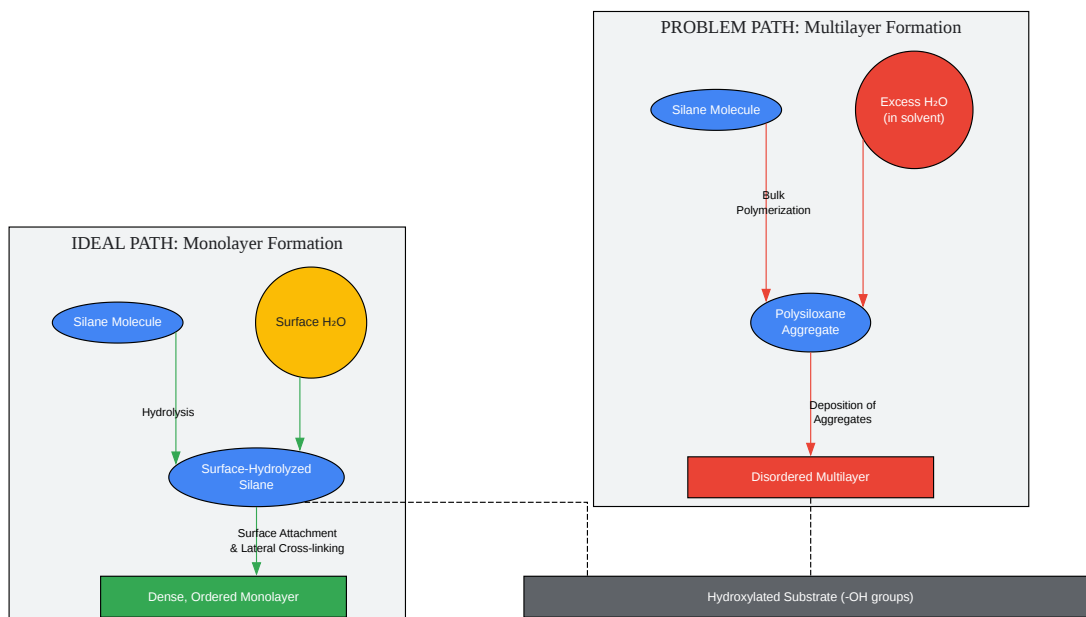 PROBLEM PATH: Multilayer Formation
Silane Molecule
Excess H₂O
(in solvent)
Bulk
Polymerization
Polysiloxane
Aggregate
Deposition of
Aggregates
Disordered Multilayer
IDEAL PATH: Monolayer Formation
Silane Molecule
Surface H₂O
Hydrolysis
Surface-Hydrolyzed
Silane
Surface Attachment
& Lateral Cross-linking
Dense, Ordered Monolayer
Hydroxylated Substrate (-OH groups)